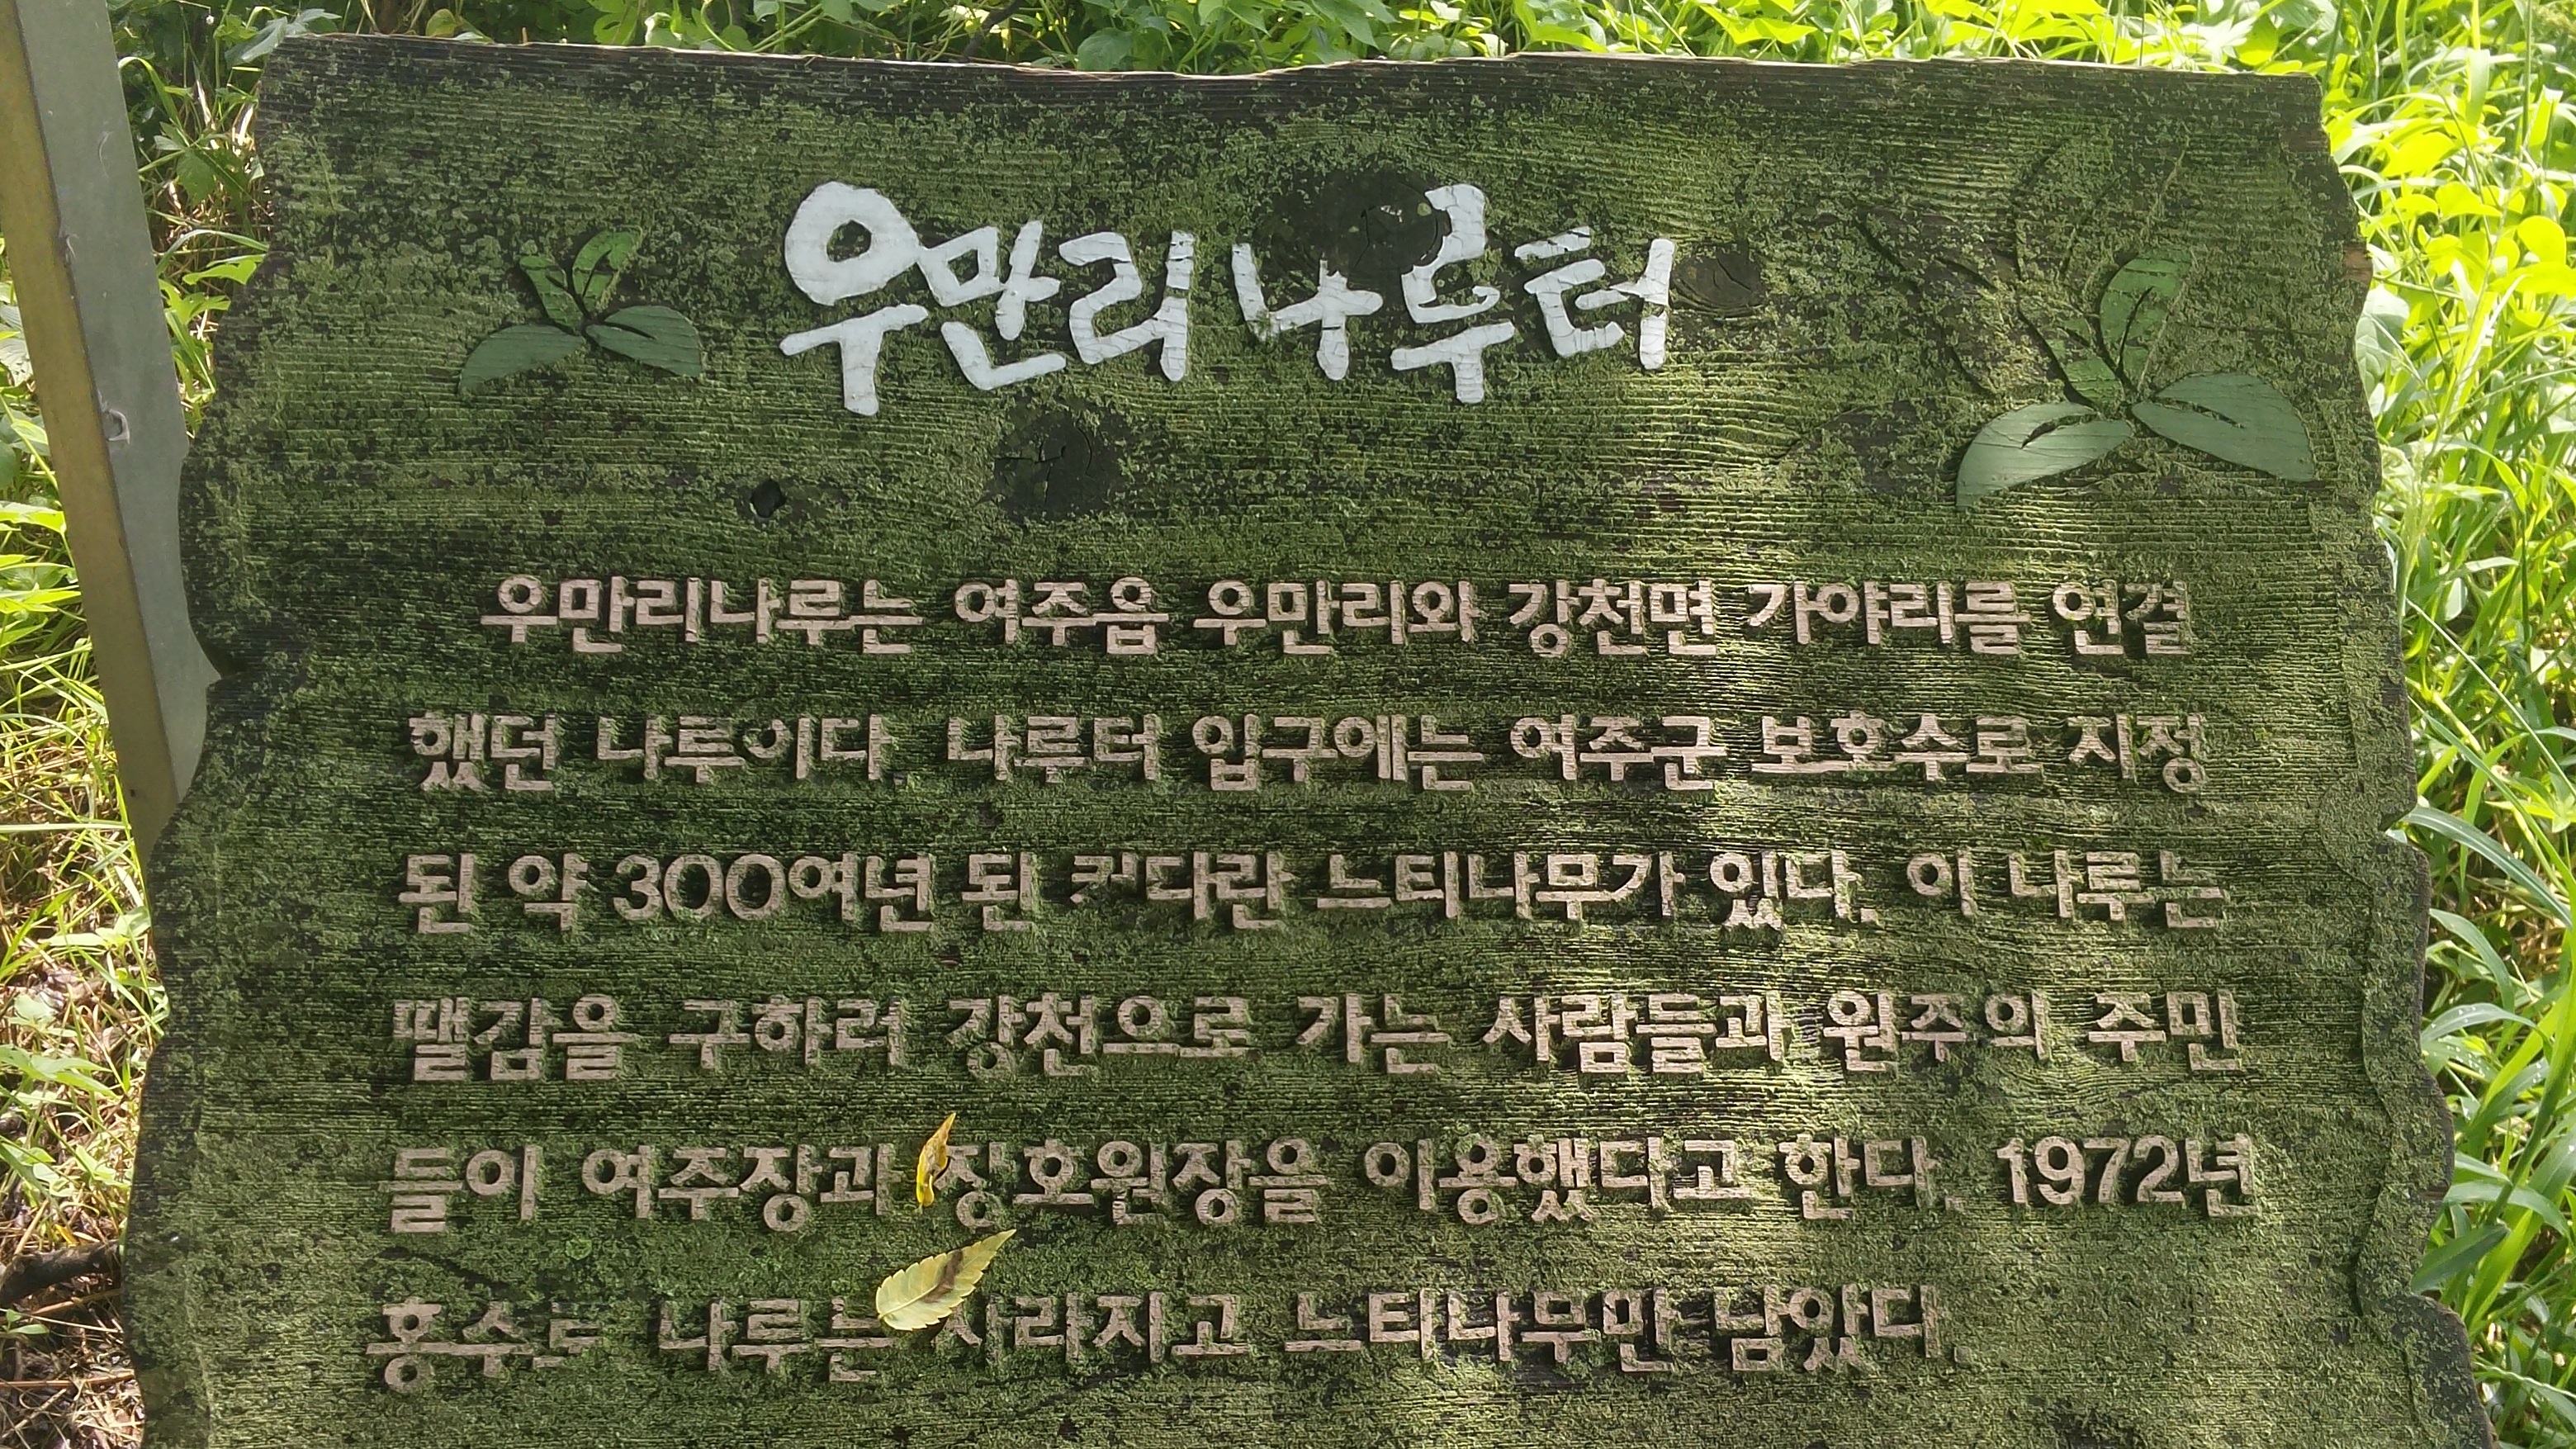 우만리 나루터
우만리나루는 여주읍 우만리와 강천면 가야리를 연결
했던 나루이다. 나루터 입구에는 여주군 보호수로 지정
된 약 300여년 된 커다란 느티나무가 있다. 이 나루는
땔감을 구하러 강천으로 가는 사람들과 원주의 주민
들이 여주장과 장호원장을 이용했다고 한다. 1972년
홍수로 나루는 사라지고 느티나무만 남았다.